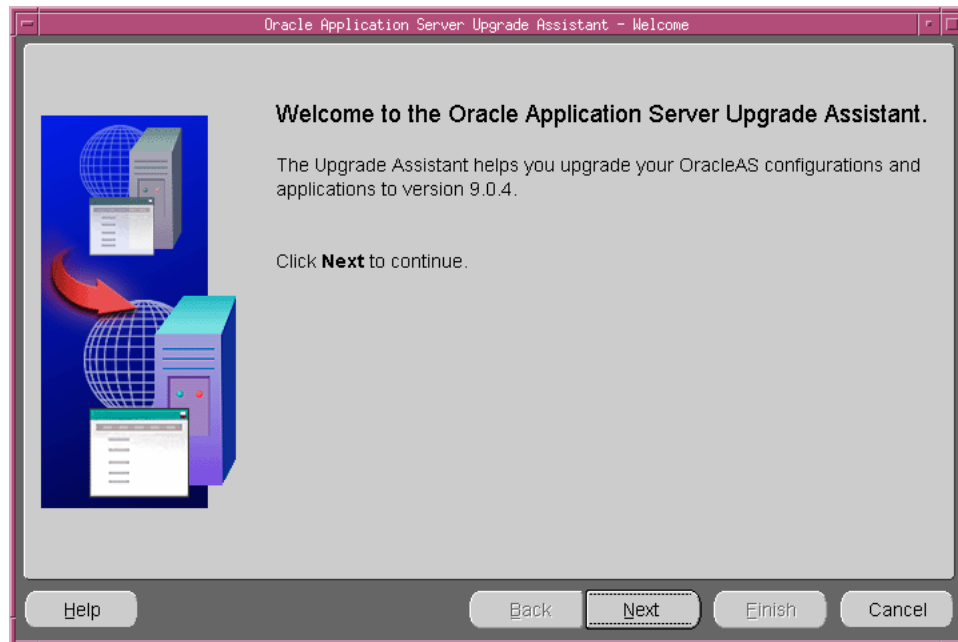 Oracle Application Server Upgrade Assistant - Welcome
Welcome to the Oracle Application Server Upgrade Assistant.
The Upgrade Assistant helps you upgrade your OracleAS configurations and
applications to version 9.0.4.
Click Next to continue.
Help
Back
Next
Finish
Cancel